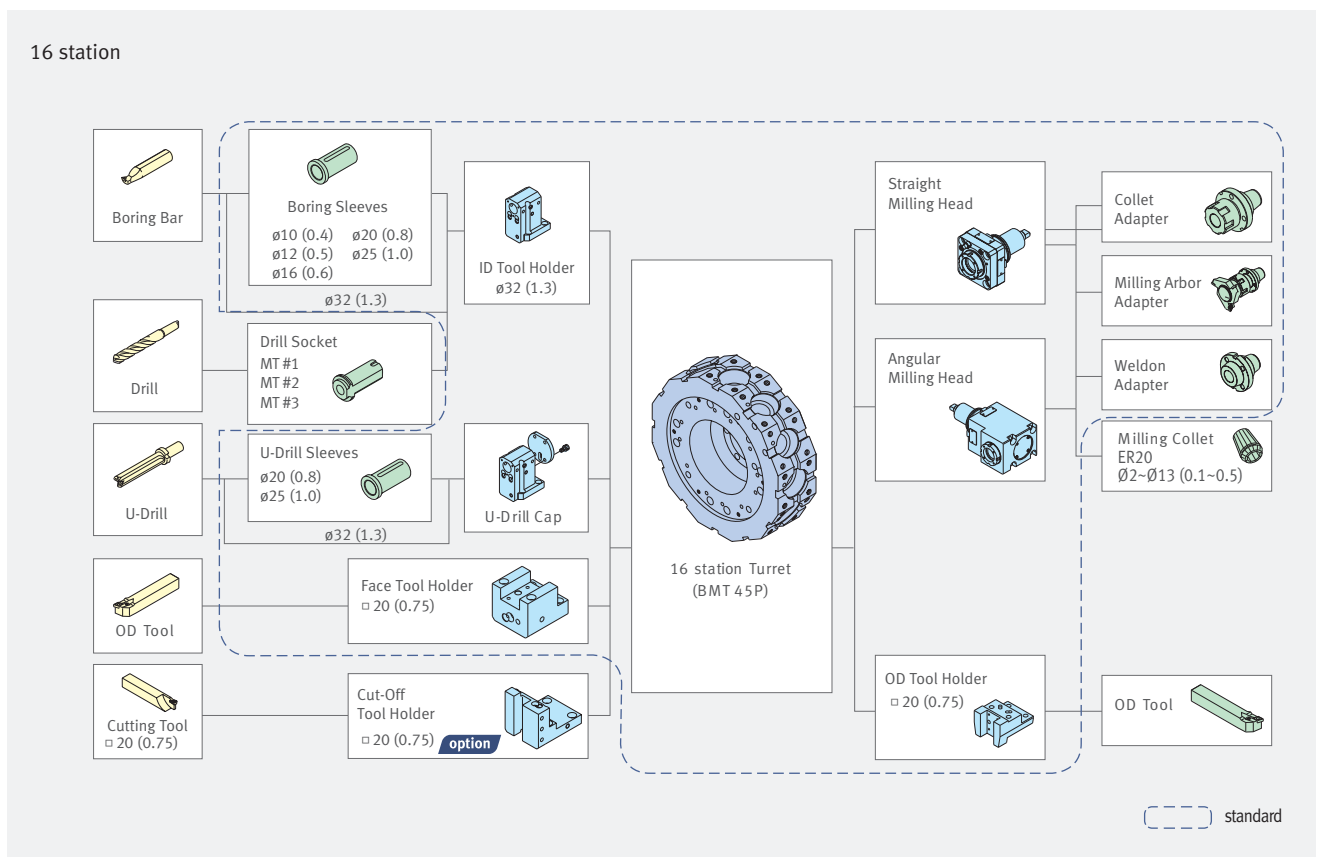 16 station
Boring Bar
Boring Sleeves
ø10 (0.4) ø20 (0.8)
ø12 (0.5) ø25 (1.0)
ø16 (0.6)
ø32 (1.3)
ID Tool Holder
ø32 (1.3)
Drill
Drill Socket
MT #1
MT #2
MT #3
U-Drill
U-Drill Sleeves
ø20 (0.8)
ø25 (1.0)
ø32 (1.3)
U-Drill Cap
OD Tool
Face Tool Holder
□ 20 (0.75)
Cutting Tool
□ 20 (0.75)
Cut-Off
Tool Holder
□ 20 (0.75) option
16 station Turret
(BMT 45P)
Straight
Milling Head
Angular
Milling Head
OD Tool Holder
□ 20 (0.75)
Collet
Adapter
Milling Arbor
Adapter
Weldon
Adapter
Milling Collet
ER20
Ø2~Ø13 (0.1~0.5)
OD Tool
standard